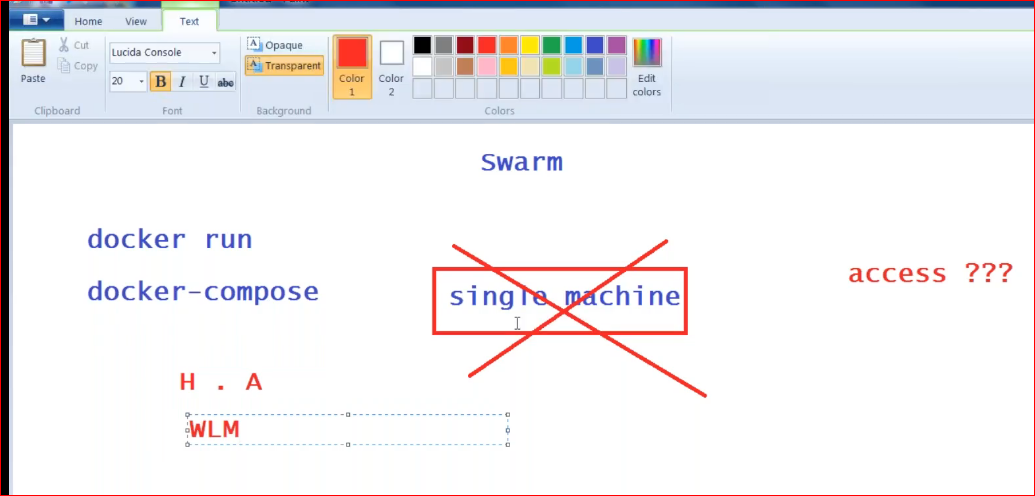 Home View Text
Paste
Cut
Copy
Clipboard
Lucida Console
20 B I U abc
Font
Opaque
Transparent
Background
Color 1
Color 2
Edit colors
Colors
Swarm
docker run
docker-compose
single machine
access ???
H . A
WLM